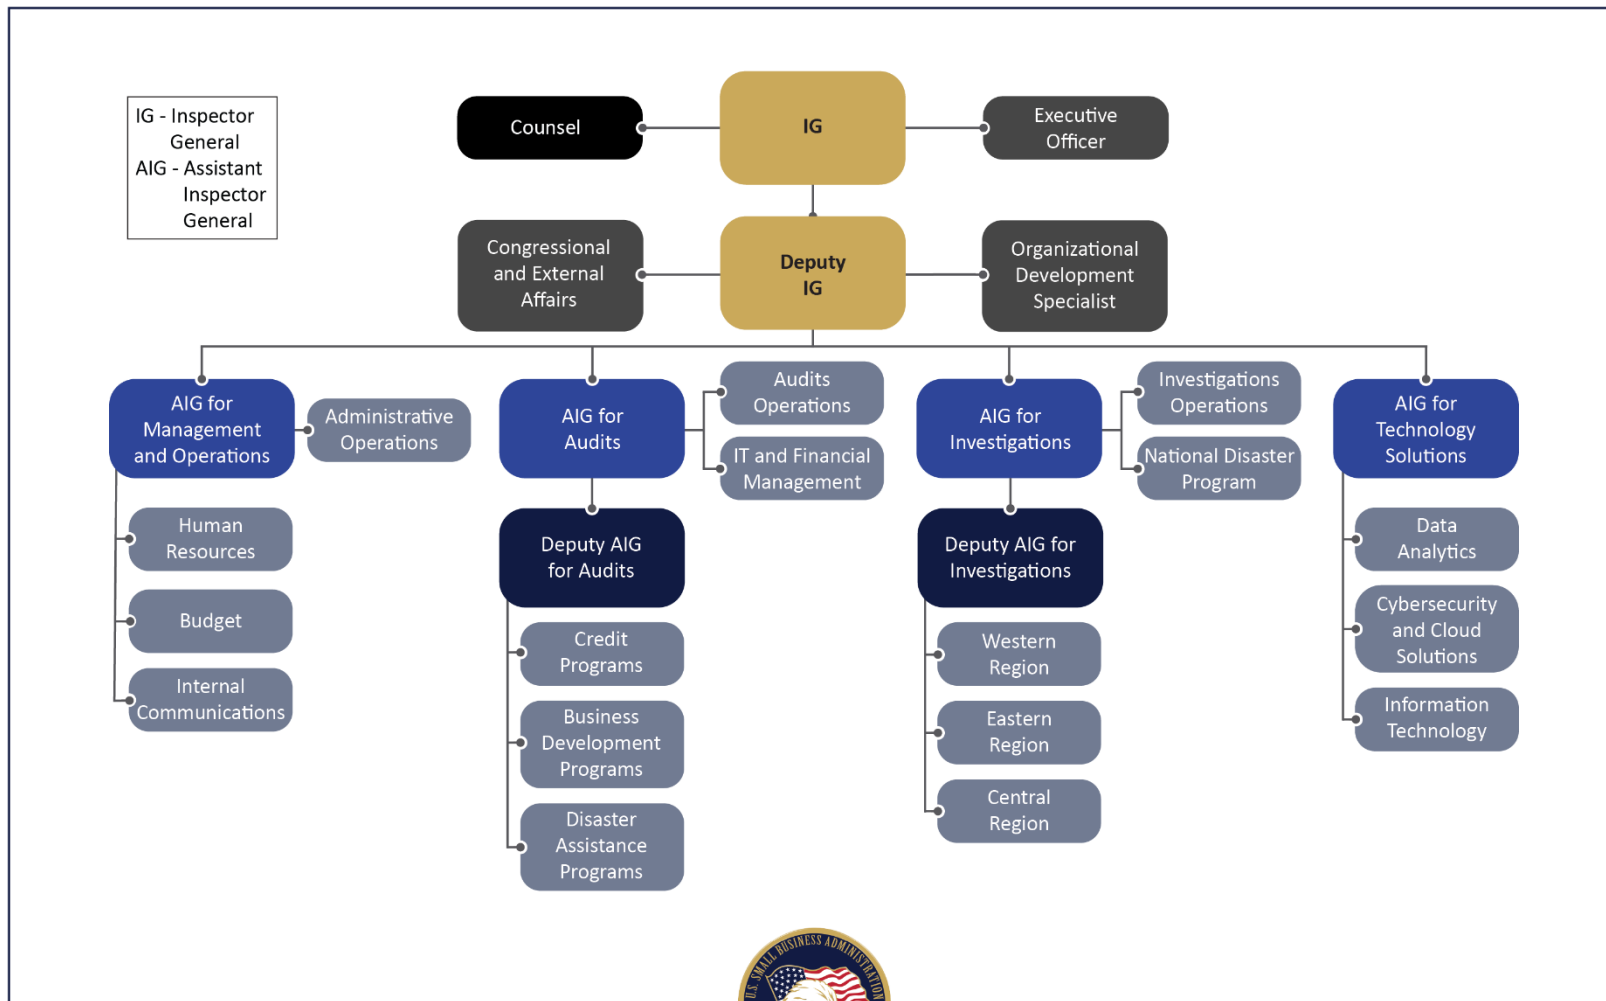 IG - Inspector
General
AIG - Assistant
Inspector
General
Counsel
IG
Executive
Officer
Congressional
and External
Affairs
Deputy
IG
Organizational
Development
Specialist
AIG for
Management
and Operations
Administrative
Operations
Human
Resources
Budget
Internal
Communications
AIG for
Audits
Audits
Operations
IT and Financial
Management
Deputy AIG
for Audits
Credit
Programs
Business
Development
Programs
Disaster
Assistance
Programs
AIG for
Investigations
Investigations
Operations
National Disaster
Program
Deputy AIG for
Investigations
Western
Region
Eastern
Region
Central
Region
AIG for
Technology
Solutions
Data
Analytics
Cybersecurity
and Cloud
Solutions
Information
Technology
U.S. SMALL BUSINESS ADMINISTRATION